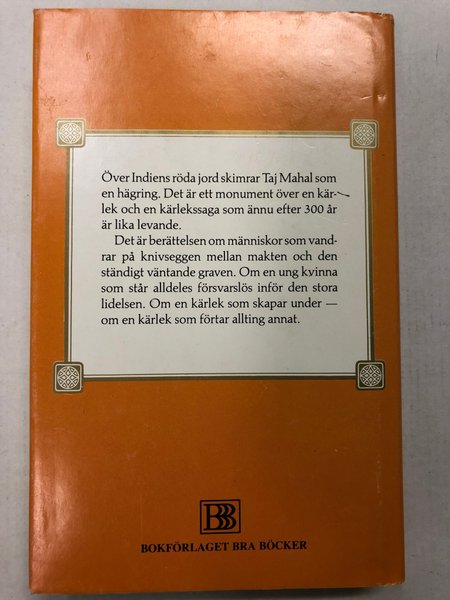 Över Indiens röda jord skimrar Taj Mahal som
en hägring. Det är ett monument över en kär-
lek och en kärlekssaga som ännu efter 300 år
är lika levande.
Det är berättelsen om människor som vand-
rar på knivseggen mellan makten och den
ständigt väntande graven. Om en ung kvinna
som står alldeles försvarslös inför den stora
lidelsen. Om en kärlek som skapar under —
om en kärlek som förtar allting annat.
BB
BOKFÖRLAGET BRA BÖCKER